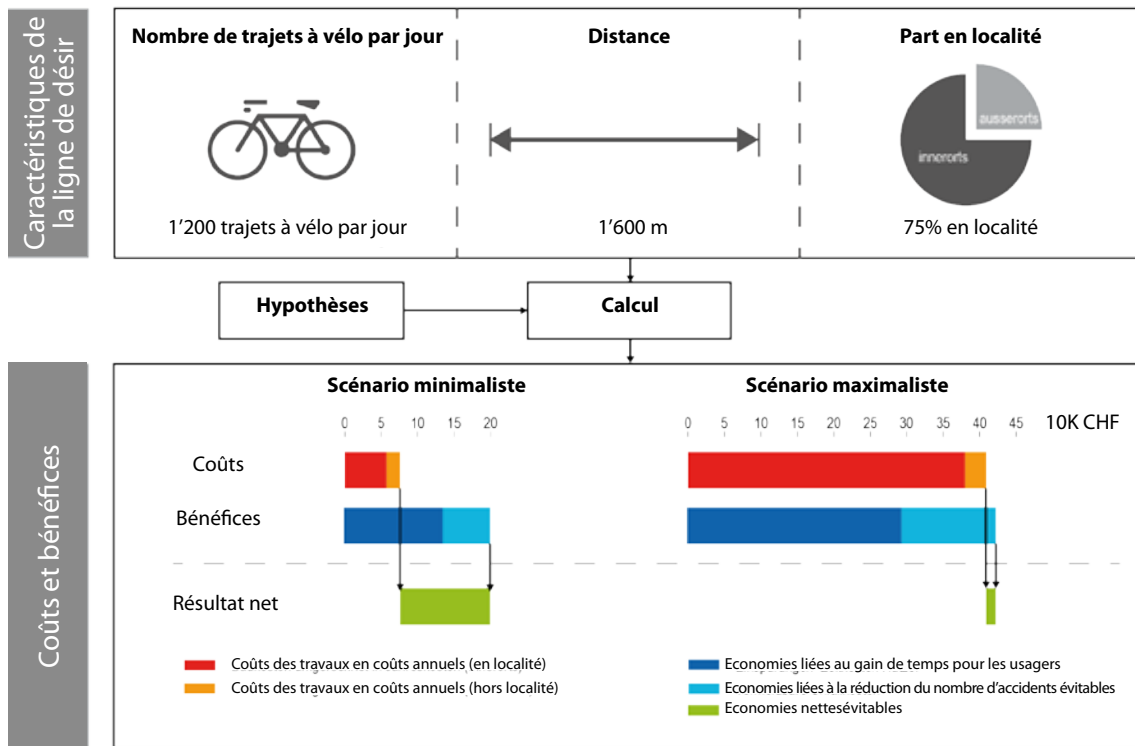 Caractéristiques de
la ligne de désir
Nombre de trajets à vélo par jour
Distance
Part en localité
ausserorts
innerorts
1'200 trajets à vélo par jour
1'600 m
75% en localité
Hypothèses
Calcul
Coûts et bénéfices
Scénario minimaliste
Scénario maximaliste
0 5 10 15 20
0 5 10 15 20 25 30 35 40 45
10K CHF
Coûts
Bénéfices
Résultat net
Coûts des travaux en coûts annuels (en localité)
Coûts des travaux en coûts annuels (hors localité)
Economies liées au gain de temps pour les usagers
Economies liées à la réduction du nombre d'accidents évitables
Economies nettesévitables